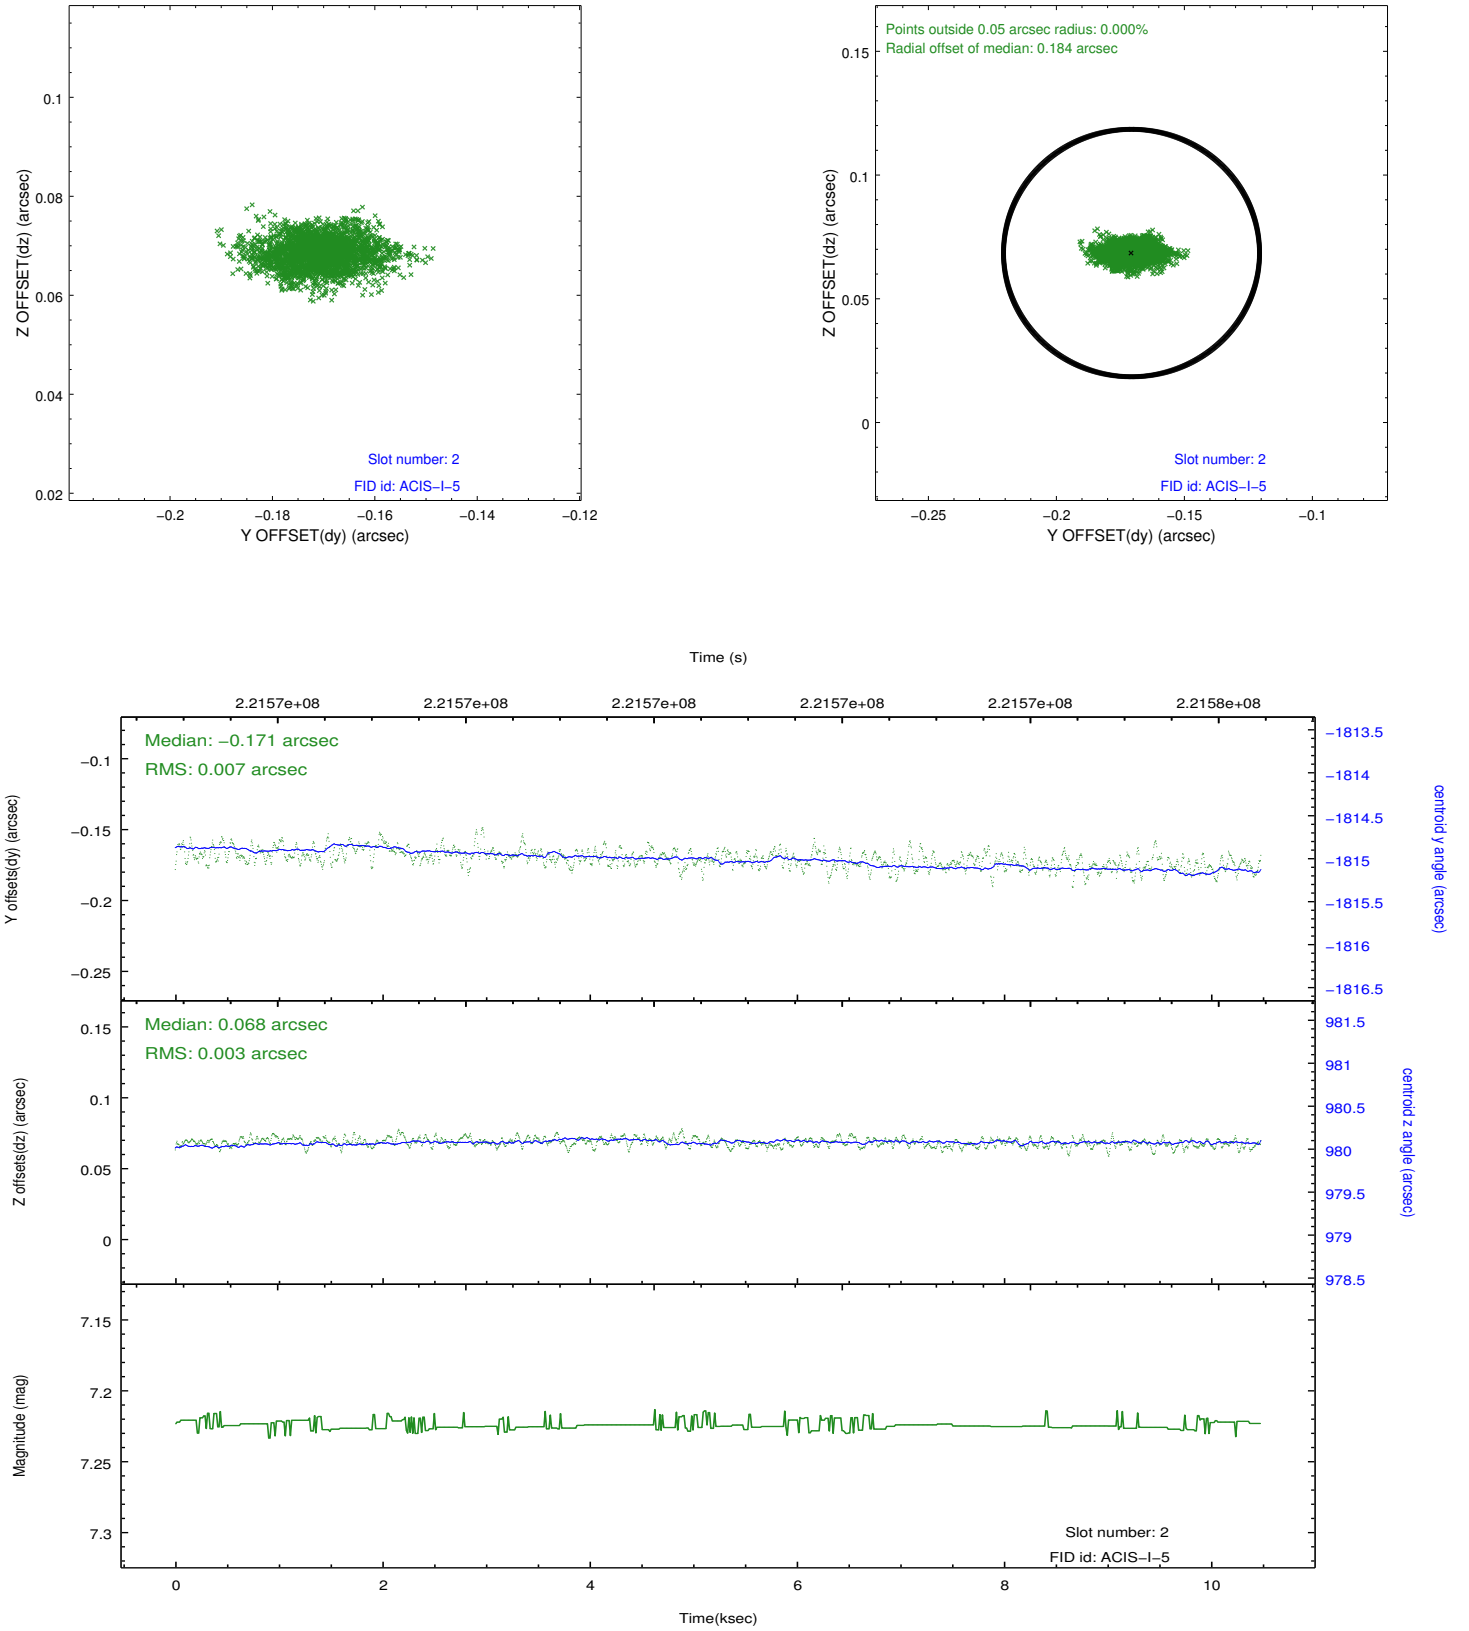 0.1
0.08
0.06
0.04
0.02
Z OFFSET(dz) (arcsec)
Slot number: 2
FID id: ACIS−I−5
−0.2 −0.18 −0.16 −0.14 −0.12
Y OFFSET(dy) (arcsec)
Points outside 0.05 arcsec radius: 0.000%
Radial offset of median: 0.184 arcsec
0.15
0.1
0.05
0
Z OFFSET(dz) (arcsec)
Slot number: 2
FID id: ACIS−I−5
−0.25 −0.2 −0.15 −0.1
Y OFFSET(dy) (arcsec)
Time (s)
2.2157e+08 2.2157e+08 2.2157e+08 2.2157e+08 2.2157e+08 2.2158e+08
Median: −0.171 arcsec
RMS: 0.007 arcsec
−0.1
−0.15
−0.2
−0.25
Y offsets(dy) (arcsec)
−1813.5
−1814
−1814.5
−1815
−1815.5
−1816
−1816.5
centroid y angle (arcsec)
Median: 0.068 arcsec
RMS: 0.003 arcsec
0.15
0.1
0.05
0
Z offsets(dz) (arcsec)
981.5
981
980.5
980
979.5
979
978.5
centroid z angle (arcsec)
7.15
7.2
7.25
7.3
Magnitude (mag)
Slot number: 2
FID id: ACIS−I−5
0 2 4 6 8 10
Time(ksec)